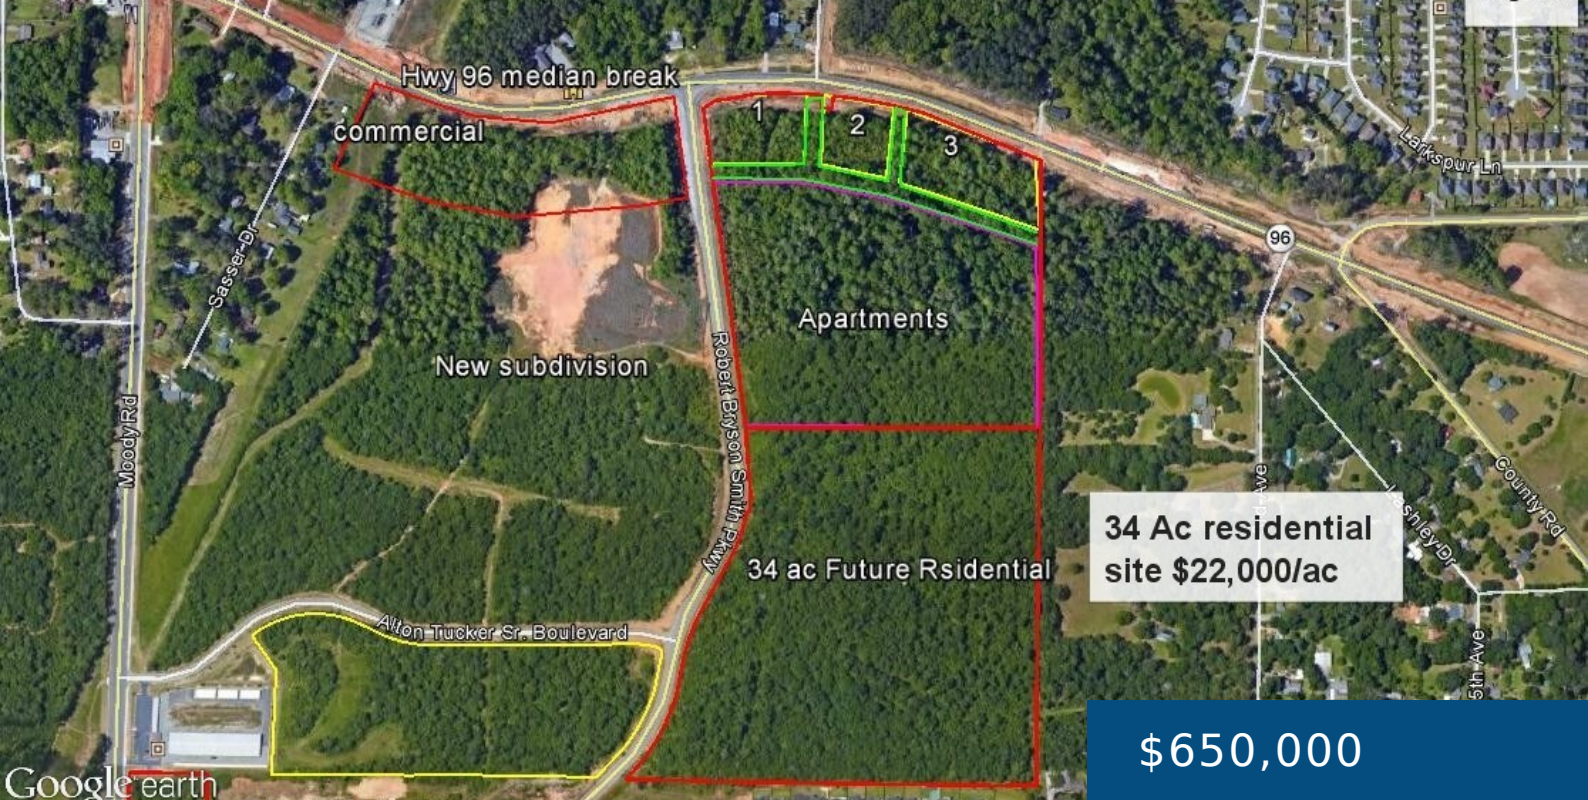 Hwy 96 median break
commercial
1
2
3
Larkspur Ln
96
Sasser Dr
Apartments
New subdivision
Robert Bryson Smith Pkwy
Moody Rd
County Rd
Lashley Dr
Ave
34 Ac residential
site $22,000/ac
34 ac Future Rsidential
Alton Tucker Sr. Boulevard
5th Ave
$650,000
Google earth